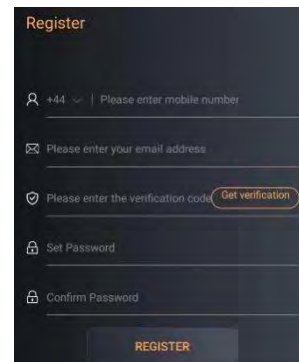 Register
+44 | Please enter mobile number
Please enter your email address
Please enter the verification code Get verification
Set Password
Confirm Password
REGISTER